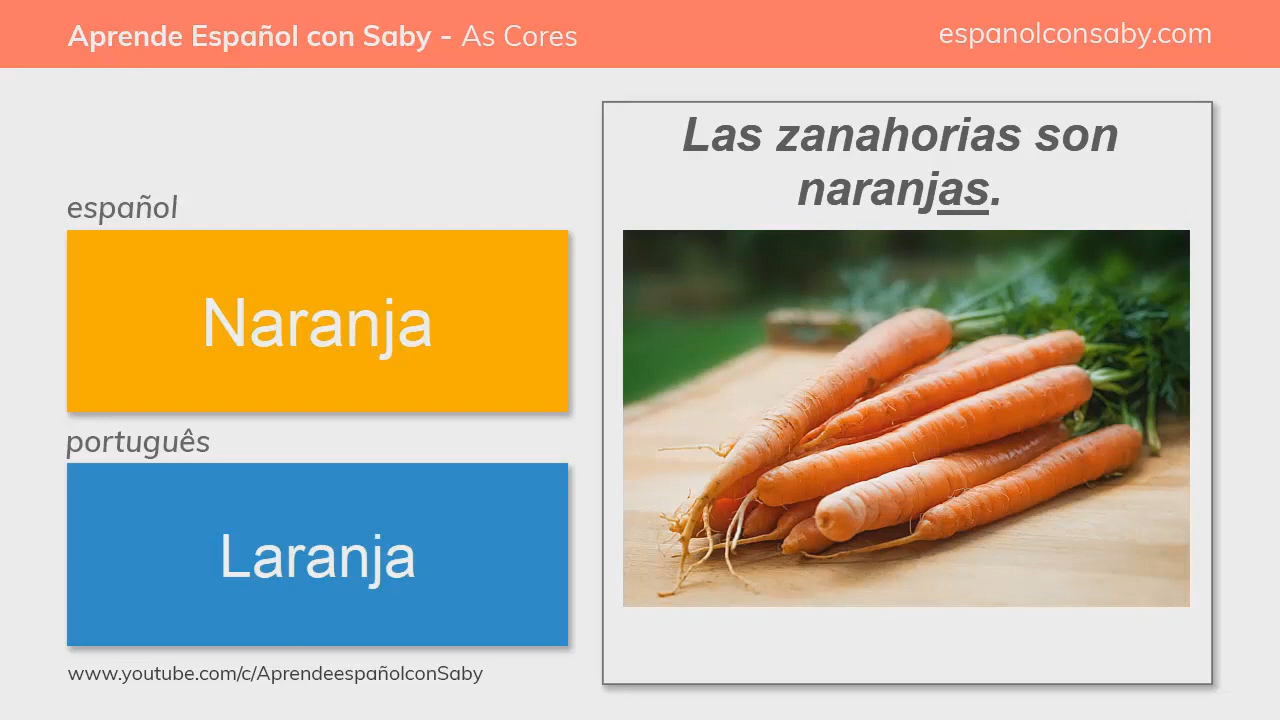 Aprende Español con Saby - As Cores
espanolconsaby.com
español
Naranja
português
Laranja
www.youtube.com/c/AprendeespañolconSaby
Las zanahorias son
naranjas.